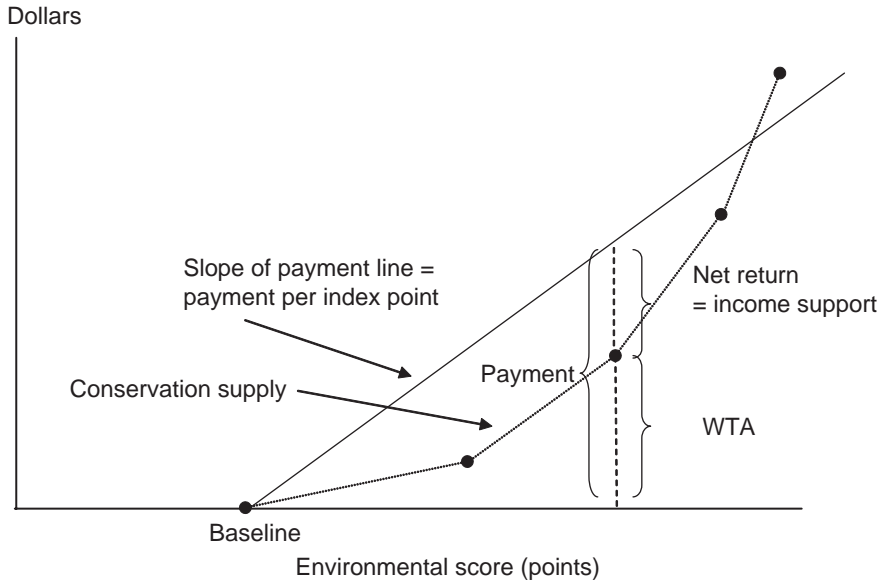 Dollars
Slope of payment line =
payment per index point
Net return
= income support
Payment
Conservation supply
WTA
Baseline
Environmental score (points)